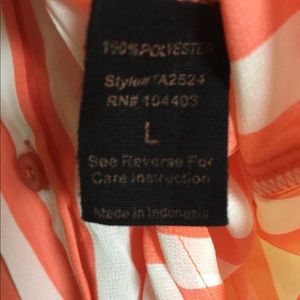 100% POLYESTER
Style# TA2524
RN# 104403
L
See Reverse For
Care Instruction
Made in Indonesia